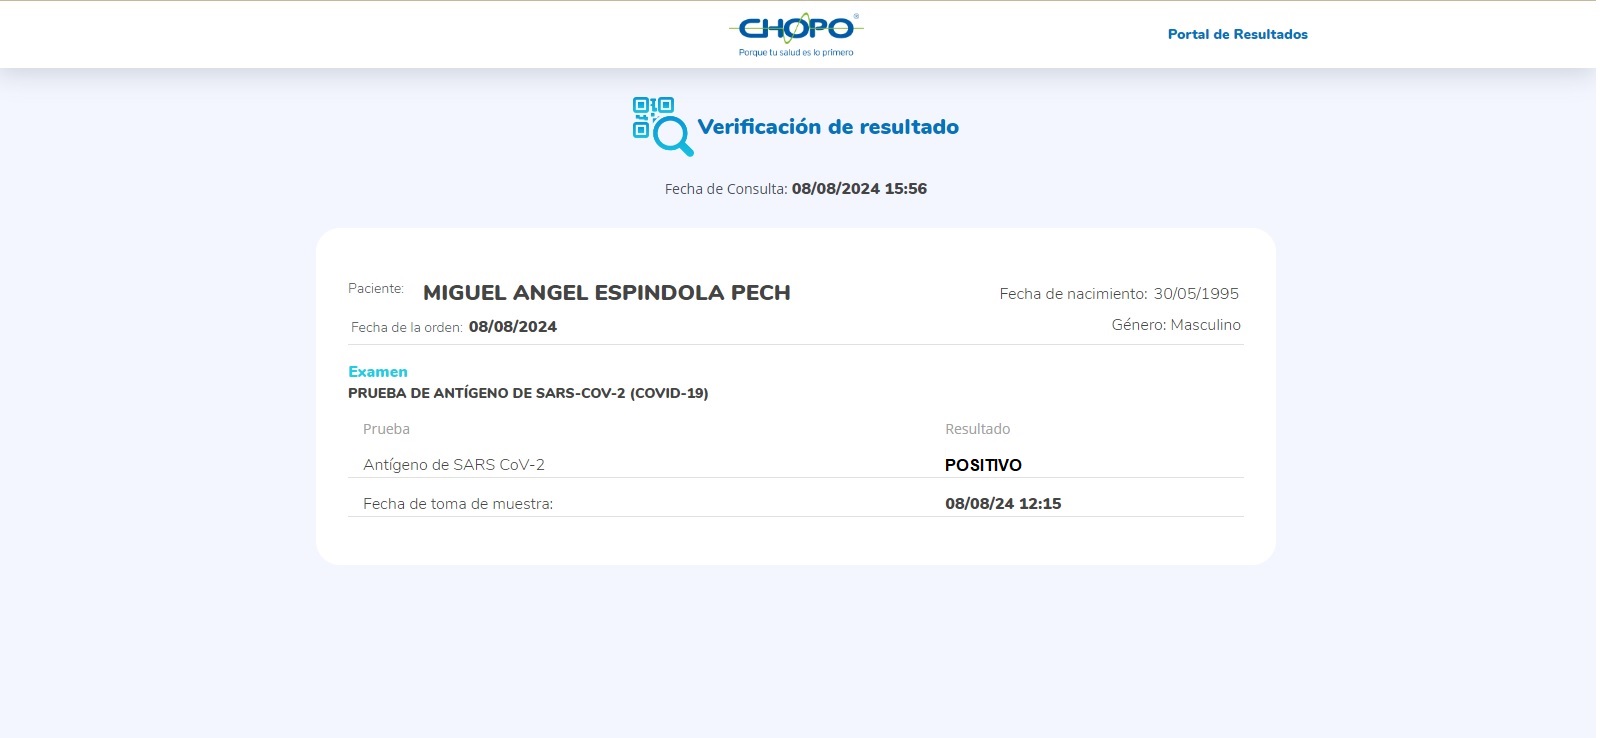 CHOPO®
Porque tu salud es lo primero
Portal de Resultados
Verificación de resultado
Fecha de Consulta: 08/08/2024 15:56
Paciente: MIGUEL ANGEL ESPINDOLA PECH
Fecha de nacimiento: 30/05/1995
Fecha de la orden: 08/08/2024
Género: Masculino
Examen
PRUEBA DE ANTÍGENO DE SARS-COV-2 (COVID-19)
Prueba Resultado
Antígeno de SARS CoV-2 POSITIVO
Fecha de toma de muestra: 08/08/24 12:15